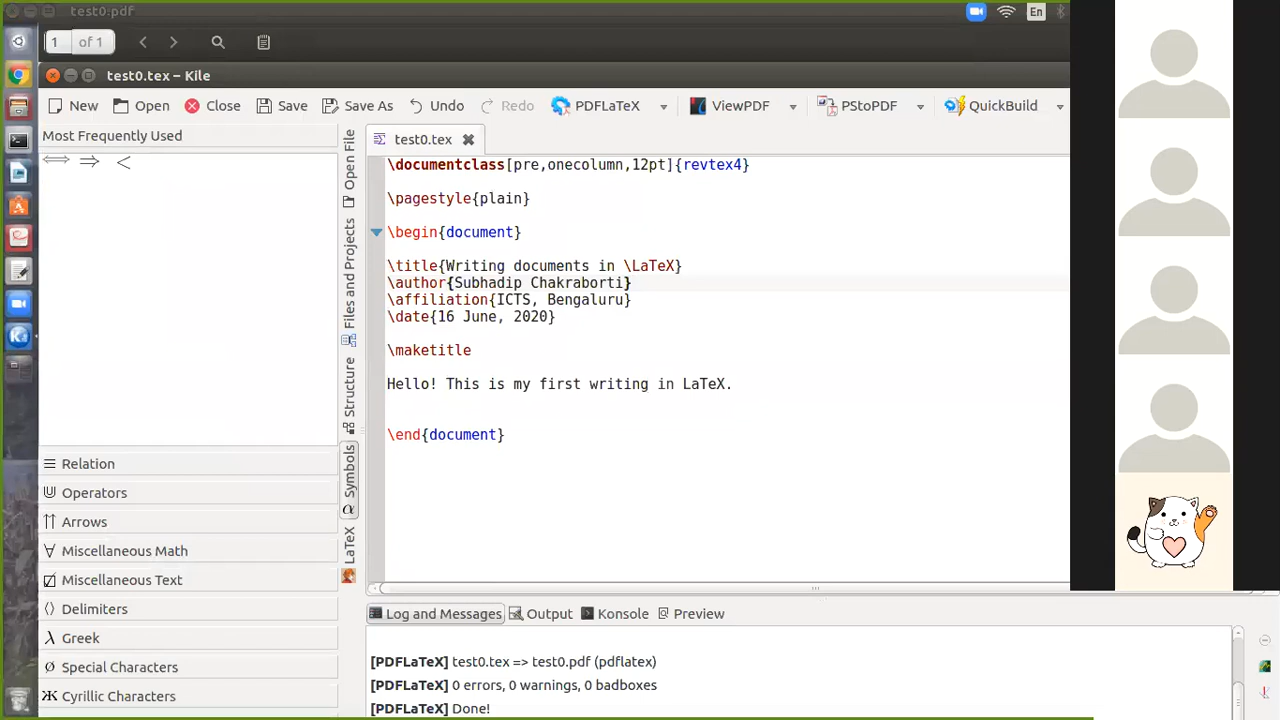 test0.pdf
En
1 of 1
test0.tex – Kile
New Open Close Save Save As Undo Redo PDFLaTeX ViewPDF PStoPDF QuickBuild
Most Frequently Used
⟺ ⇒ <
Relation
Operators
Arrows
Miscellaneous Math
Miscellaneous Text
Delimiters
Greek
Special Characters
Cyrillic Characters
Open File
Files and Projects
Structure
Symbols
LaTeX
test0.tex
\documentclass[pre,onecolumn,12pt]{revtex4}
\pagestyle{plain}
\begin{document}
\title{Writing documents in \LaTeX}
\author{Subhadip Chakraborti}
\affiliation{ICTS, Bengaluru}
\date{16 June, 2020}
\maketitle
Hello! This is my first writing in LaTeX.
\end{document}
Log and Messages Output Konsole Preview
[PDFLaTeX] test0.tex => test0.pdf (pdflatex)
[PDFLaTeX] 0 errors, 0 warnings, 0 badboxes
[PDFLaTeX] Done!